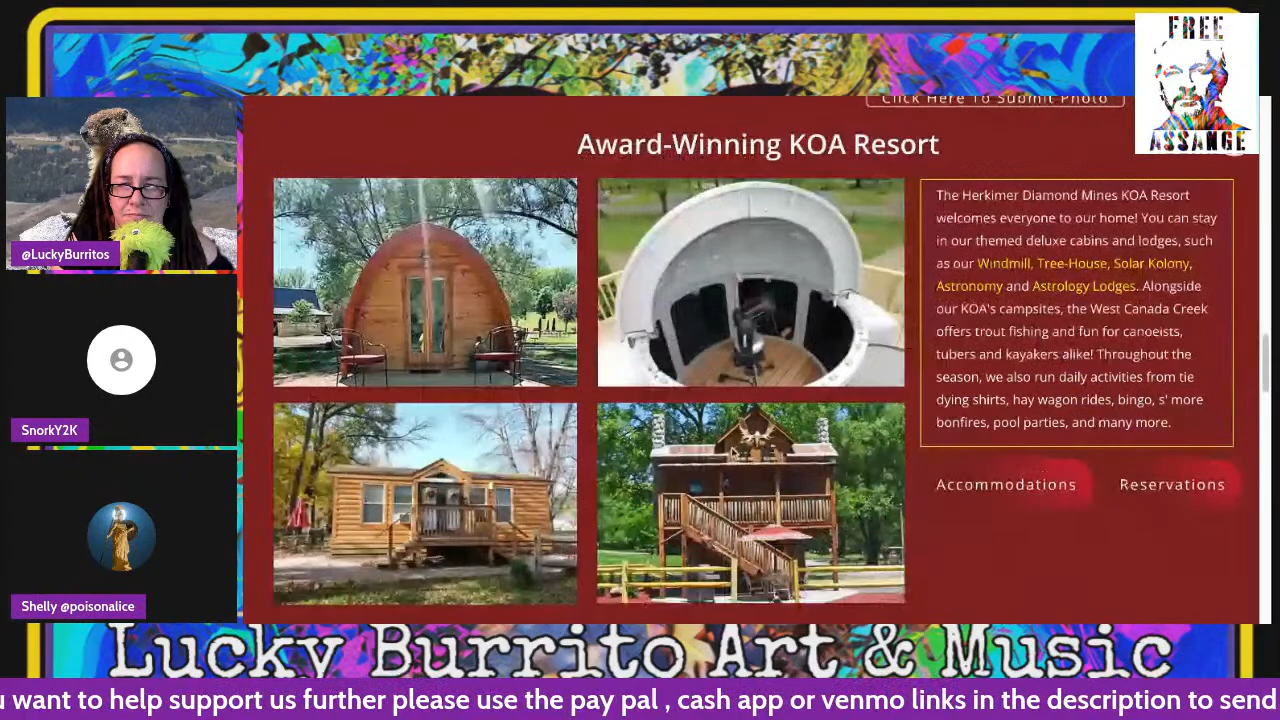 FREE
ASSANGE
Click Here To Submit Photo
Award-Winning KOA Resort
The Herkimer Diamond Mines KOA Resort
welcomes everyone to our home! You can stay
in our themed deluxe cabins and lodges, such
as our Windmill, Tree-House, Solar Kolony,
Astronomy and Astrology Lodges. Alongside
our KOA's campsites, the West Canada Creek
offers trout fishing and fun for canoeists,
tubers and kayakers alike! Throughout the
season, we also run daily activities from tie
dying shirts, hay wagon rides, bingo, s' more
bonfires, pool parties, and many more.
Accommodations
Reservations
@LuckyBurritos
SnorkY2K
Shelly @poisonalice
Lucky Burrito Art & Music
u want to help support us further please use the pay pal , cash app or venmo links in the description to send